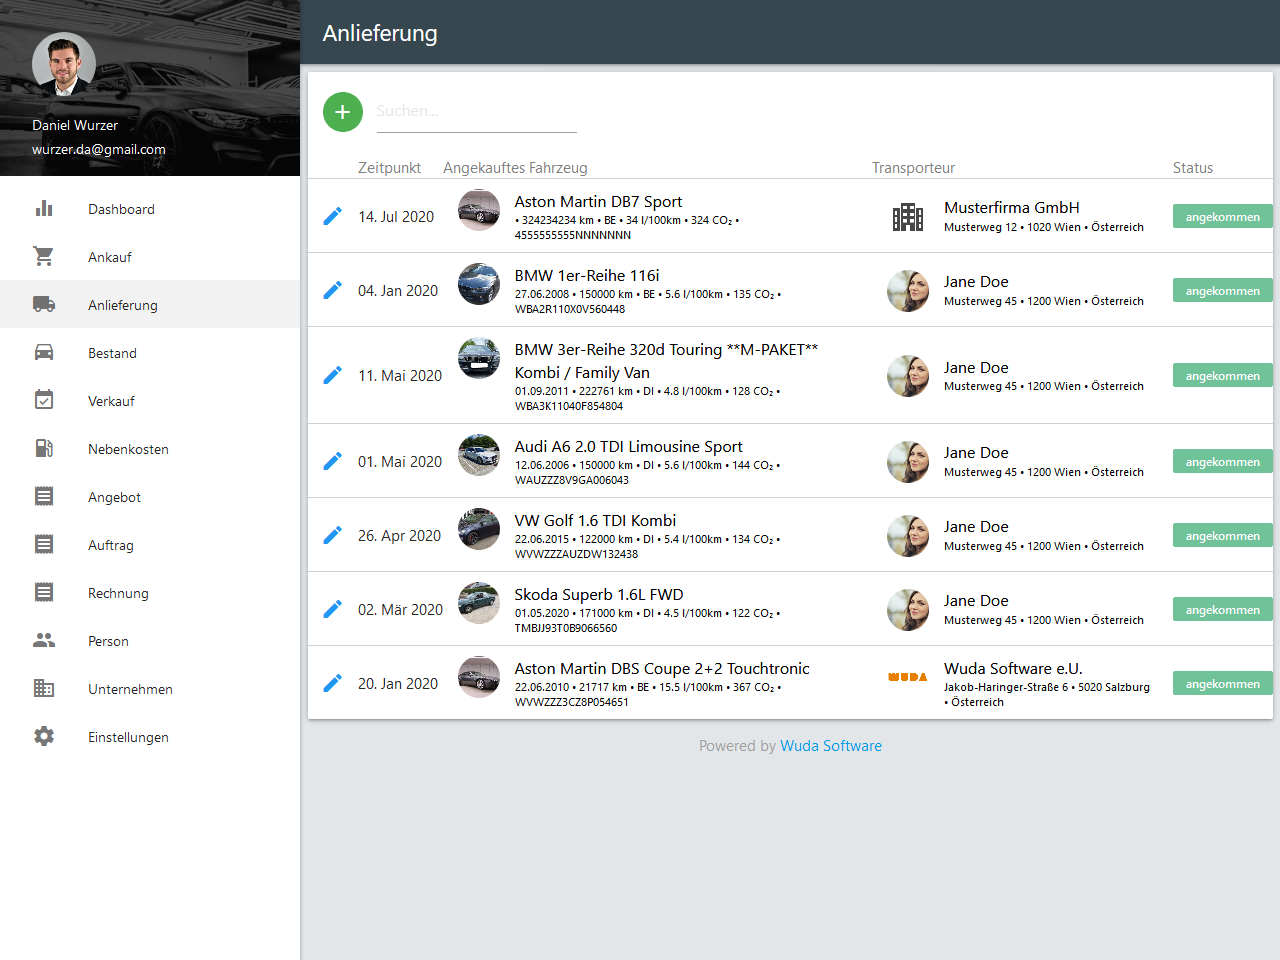 Daniel Wurzer
wurzer.da@gmail.com
Dashboard
Ankauf
Anlieferung
Bestand
Verkauf
Nebenkosten
Angebot
Auftrag
Rechnung
Person
Unternehmen
Einstellungen
Anlieferung
Suchen...
Zeitpunkt Angekauftes Fahrzeug Transporteur Status
14. Jul 2020
Aston Martin DB7 Sport
• 324234234 km • BE • 34 l/100km • 324 CO₂ •
4555555555NNNNNNN
Musterfirma GmbH
Musterweg 12 • 1020 Wien • Österreich
angekommen
04. Jan 2020
BMW 1er-Reihe 116i
27.06.2008 • 150000 km • BE • 5.6 l/100km • 135 CO₂ •
WBA2R110X0V560448
Jane Doe
Musterweg 45 • 1200 Wien • Österreich
angekommen
11. Mai 2020
BMW 3er-Reihe 320d Touring **M-PAKET**
Kombi / Family Van
01.09.2011 • 222761 km • DI • 4.8 l/100km • 128 CO₂ •
WBA3K11040F854804
Jane Doe
Musterweg 45 • 1200 Wien • Österreich
angekommen
01. Mai 2020
Audi A6 2.0 TDI Limousine Sport
12.06.2006 • 150000 km • DI • 5.6 l/100km • 144 CO₂ •
WAUZZZ8V9GA006043
Jane Doe
Musterweg 45 • 1200 Wien • Österreich
angekommen
26. Apr 2020
VW Golf 1.6 TDI Kombi
22.06.2015 • 122000 km • DI • 5.4 l/100km • 134 CO₂ •
WVWZZZAUZDW132438
Jane Doe
Musterweg 45 • 1200 Wien • Österreich
angekommen
02. Mär 2020
Skoda Superb 1.6L FWD
01.05.2020 • 171000 km • DI • 4.5 l/100km • 122 CO₂ •
TMBJJ93T0B9066560
Jane Doe
Musterweg 45 • 1200 Wien • Österreich
angekommen
20. Jan 2020
Aston Martin DBS Coupe 2+2 Touchtronic
22.06.2010 • 21717 km • BE • 15.5 l/100km • 367 CO₂ •
WVWZZZ3CZ8P054651
WUDA
Wuda Software e.U.
Jakob-Haringer-Straße 6 • 5020 Salzburg
• Österreich
angekommen
Powered by Wuda Software